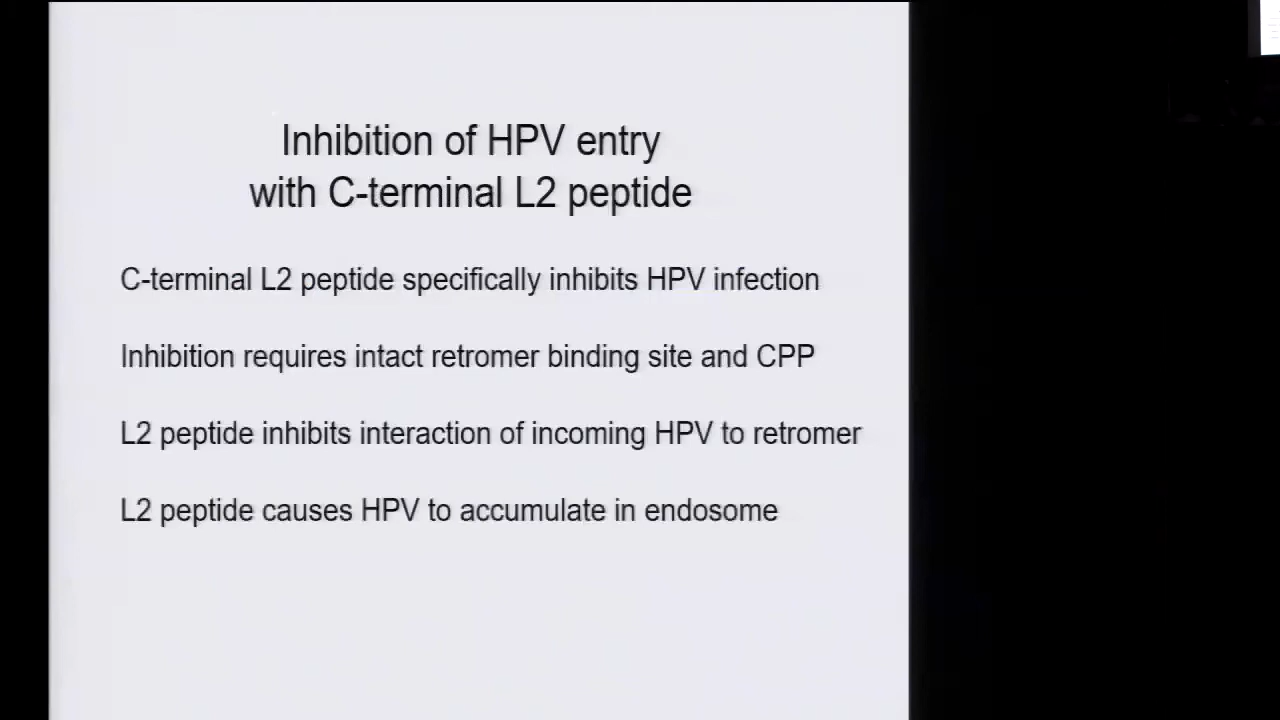 Inhibition of HPV entry
with C-terminal L2 peptide
C-terminal L2 peptide specifically inhibits HPV infection
Inhibition requires intact retromer binding site and CPP
L2 peptide inhibits interaction of incoming HPV to retromer
L2 peptide causes HPV to accumulate in endosome